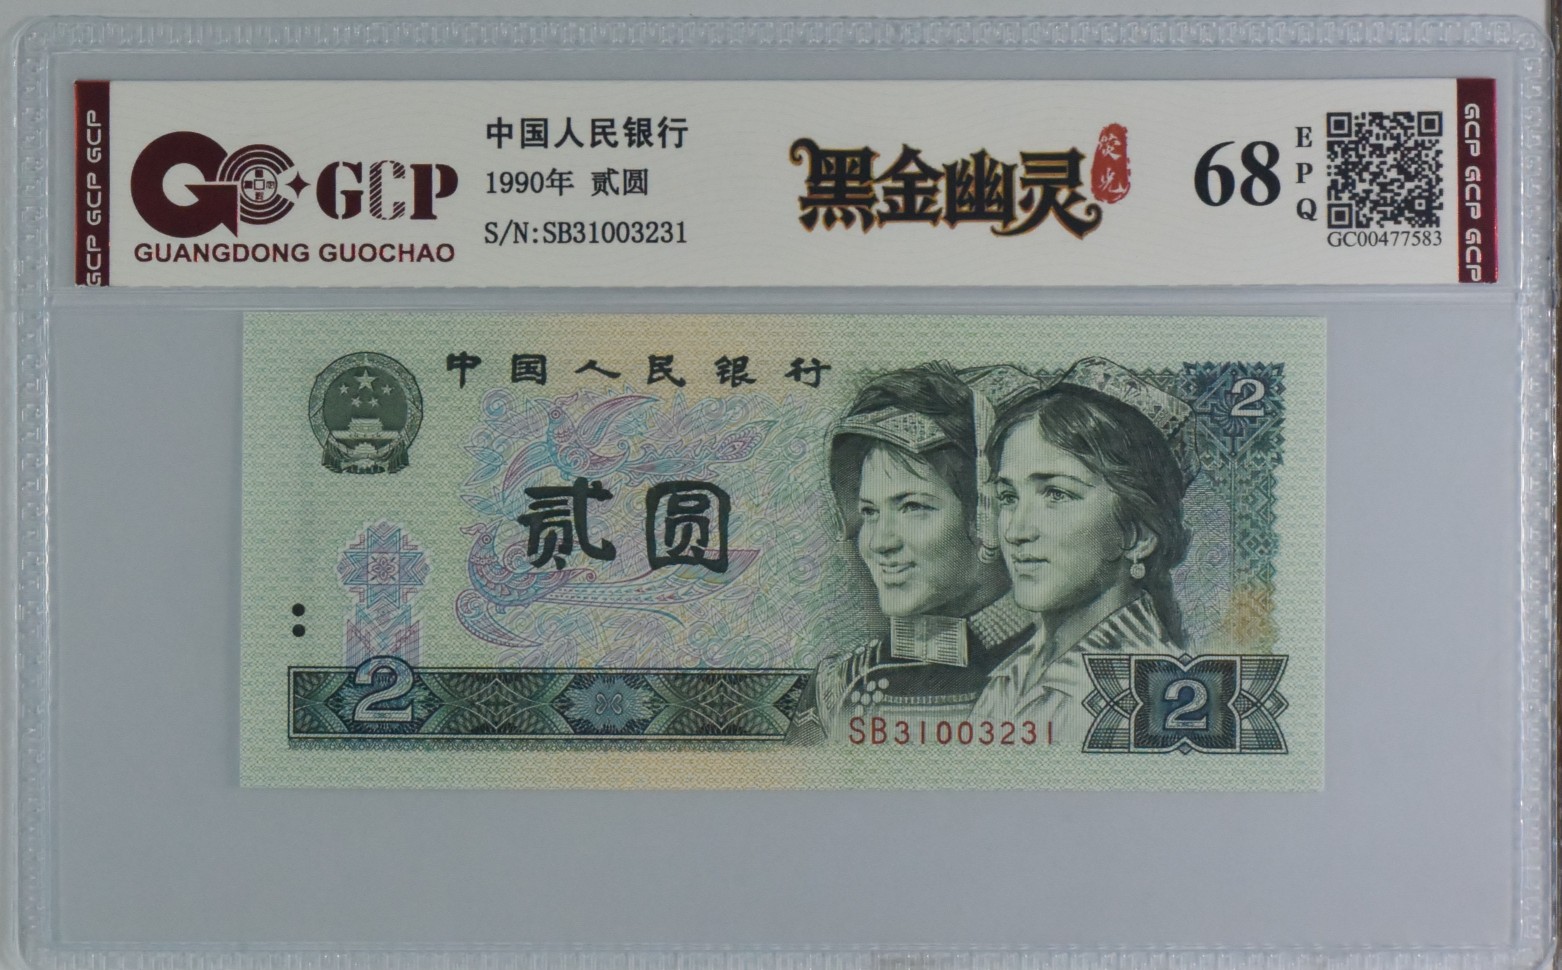 GCP GCP GCP
GCP
GUANGDONG GUOCHAO
中国人民银行
1990年 贰圆
S/N:SB31003231
黑金幽灵
荧光
68
EPQ
GC00477583
GCP GCP GCP
中国人民银行
2
贰圆
2
SB31003231
2